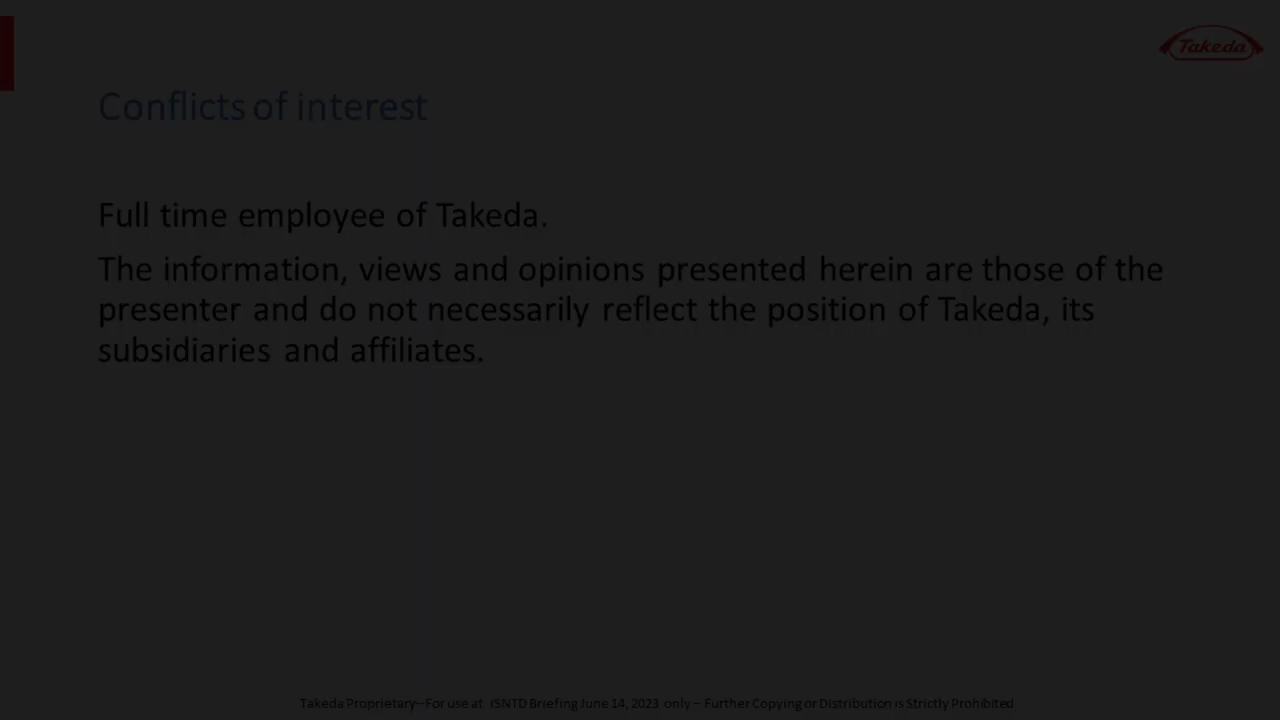 Takeda
Conflicts of interest
Full time employee of Takeda.
The information, views and opinions presented herein are those of the
presenter and do not necessarily reflect the position of Takeda, its
subsidiaries and affiliates.
Takeda Proprietary--For use at iSNTD Briefing June 14, 2023 only – Further Copying or Distribution is Strictly Prohibited